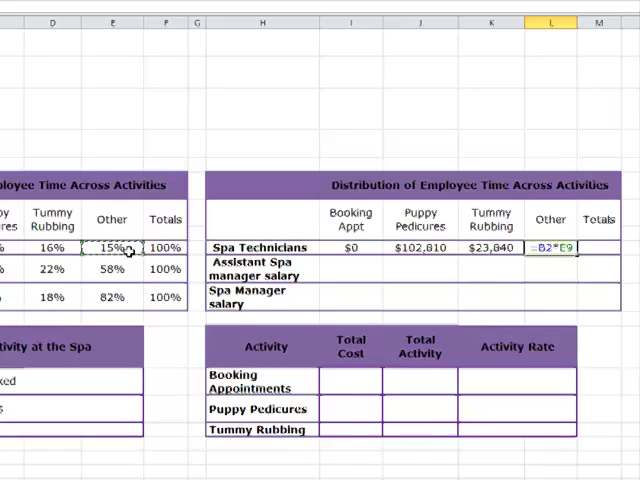 D E F G H I J K L M
ployee Time Across Activities
Distribution of Employee Time Across Activities
Tummy Rubbing
Other
Totals
Booking Appt
Puppy Pedicures
Tummy Rubbing
Other
Totals
16% 15% 100%
Spa Technicians $0 $102,810 $23,840 =B2*E9
22% 58% 100%
Assistant Spa
manager salary
18% 82% 100%
Spa Manager
salary
tivity at the Spa
Activity
Total Cost
Total Activity
Activity Rate
Booking
Appointments
Puppy Pedicures
Tummy Rubbing